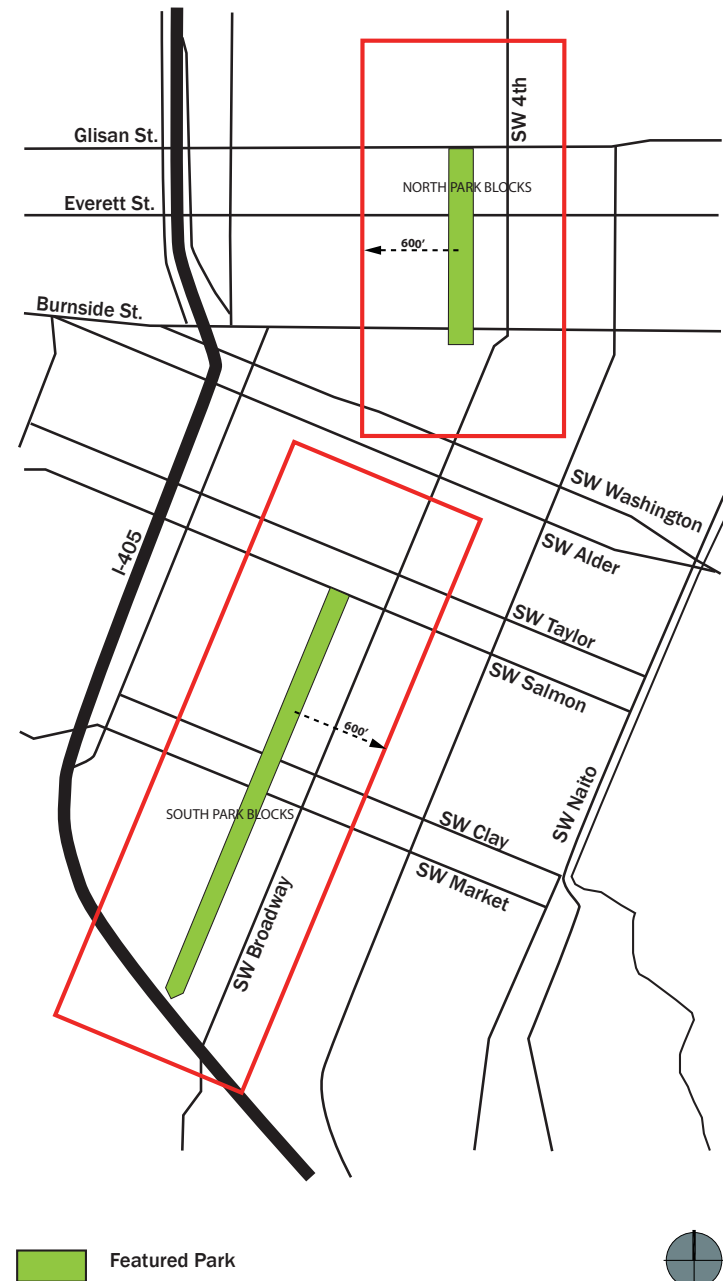 SW 4th
Glisan St.
NORTH PARK BLOCKS
Everett St.
600'
Burnside St.
SW Washington
SW Alder
I-405
SW Taylor
SW Salmon
600'
SW Naito
SOUTH PARK BLOCKS
SW Clay
SW Market
SW Broadway
Featured Park